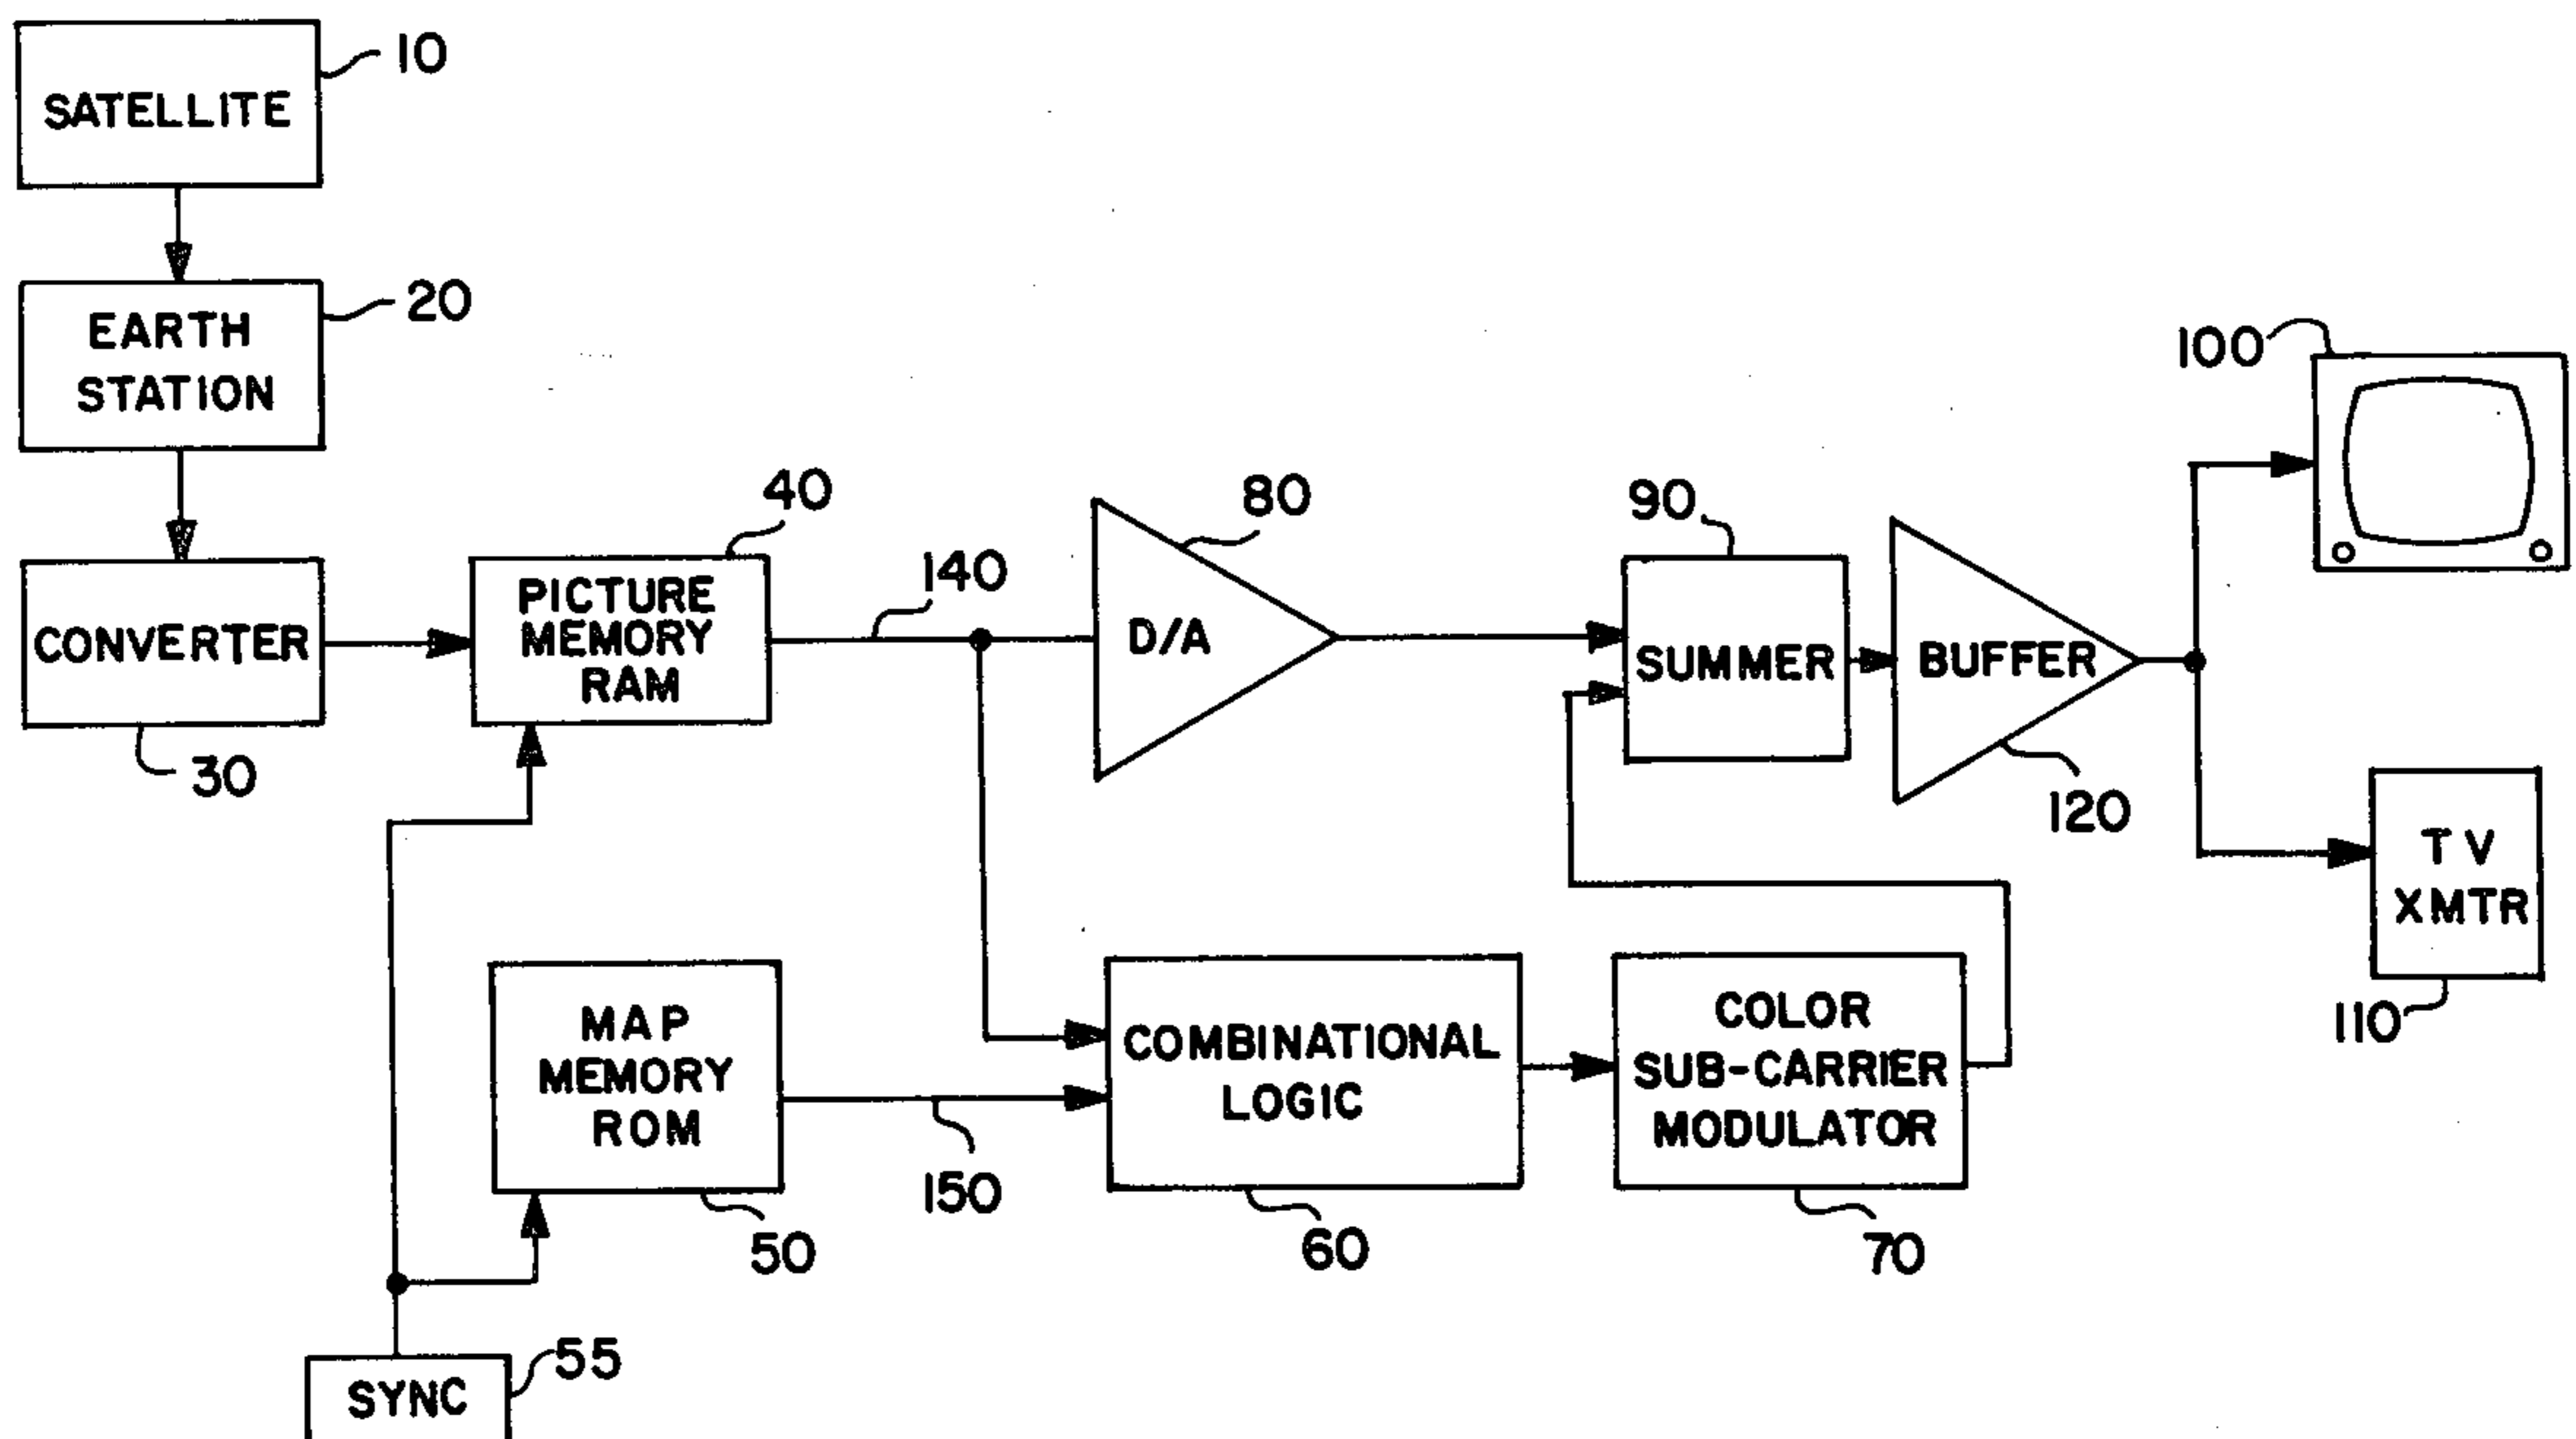 SATELLITE
10
EARTH
STATION
20
CONVERTER
30
PICTURE
MEMORY
RAM
40
140
D/A
80
SUMMER
90
BUFFER
120
100
TV
XMTR
110
MAP
MEMORY
ROM
50
150
COMBINATIONAL
LOGIC
60
COLOR
SUB-CARRIER
MODULATOR
70
SYNC
55